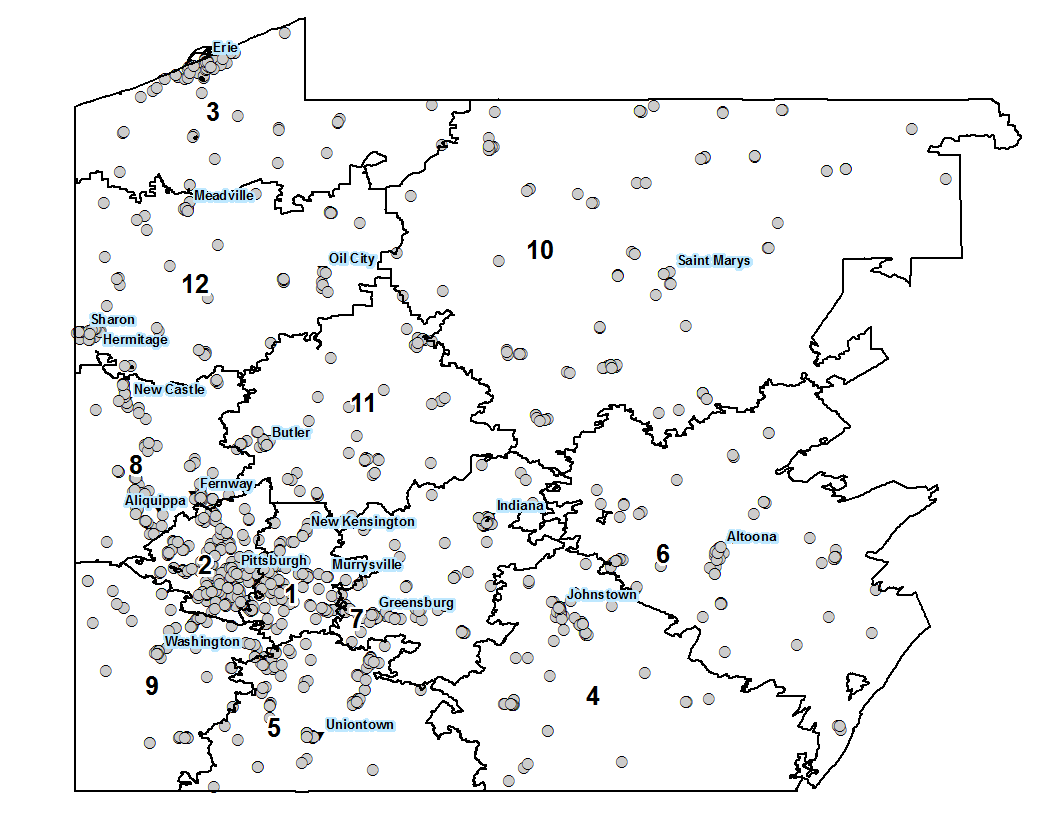 Erie
3
Meadville
10
Oil City
Saint Marys
12
Sharon
Hermitage
New Castle
11
Butler
8
Fernway
Aliquippa
Indiana
New Kensington
Altoona
6
Pittsburgh
2
Murrysville
1
Johnstown
Greensburg
7
Washington
9
4
5
Uniontown